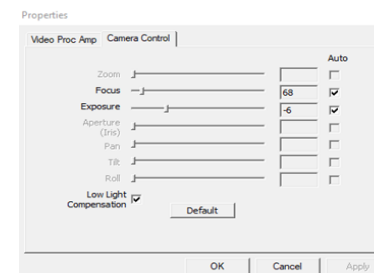 Properties
Video Proc Amp Camera Control
Auto
Zoom
Focus 68
Exposure -6
Aperture
(Iris)
Pan
Tilt
Roll
Low Light
Compensation
Default
OK Cancel Apply